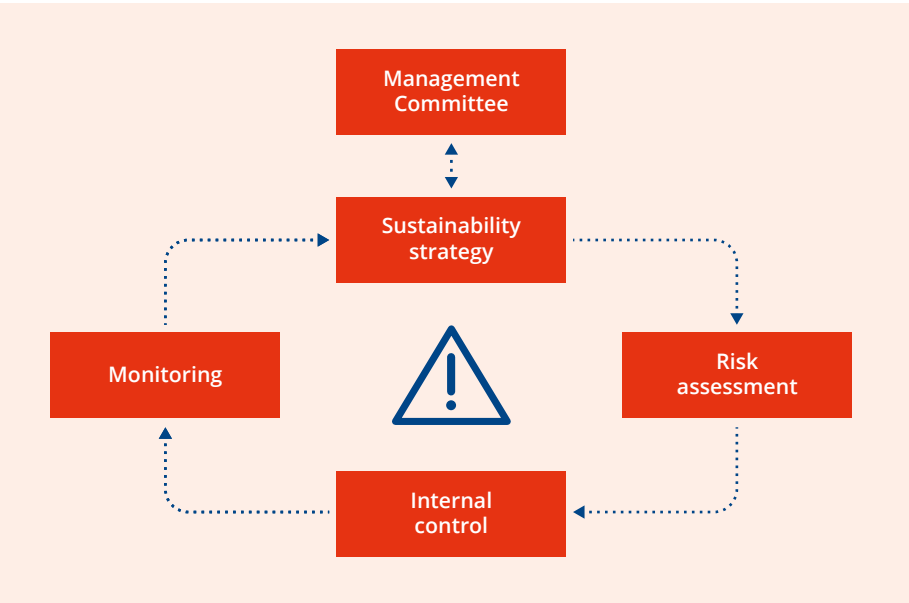 Management
Committee
Sustainability
strategy
Monitoring
Risk
assessment
Internal
control